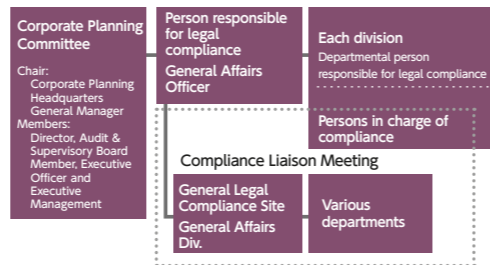 Corporate Planning
Committee
Chair:
Corporate Planning
Headquarters
General Manager
Members:
Director, Audit &
Supervisory Board
Member, Executive
Officer and
Executive
Management
Person responsible
for legal
compliance
General Affairs
Officer
Each division
Departmental person
responsible for legal compliance
Persons in charge of
compliance
Compliance Liaison Meeting
General Legal
Compliance Site
General Affairs
Div.
Various
departments